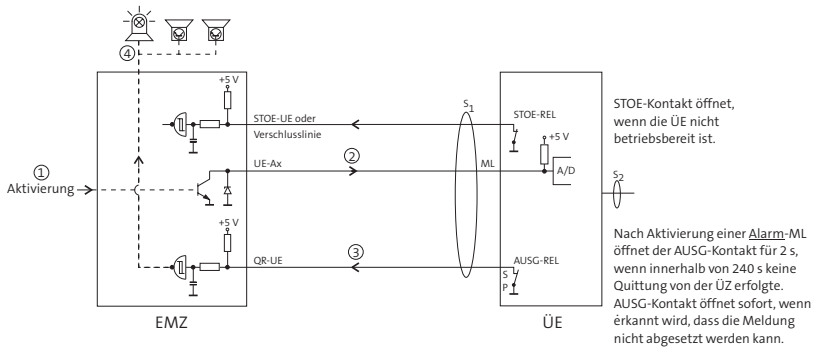 ④
+5 V
STOE-UE oder
Verschlusslinie
S1
STOE-REL
STOE-Kontakt öffnet,
wenn die ÜE nicht
betriebsbereit ist.
+5 V
①
Aktivierung
UE-Ax
②
ML
A/D
S2
+5 V
QR-UE
③
AUSG-REL
S
P
Nach Aktivierung einer Alarm-ML
öffnet der AUSG-Kontakt für 2 s,
wenn innerhalb von 240 s keine
Quittung von der ÜZ erfolgte.
AUSG-Kontakt öffnet sofort, wenn
erkannt wird, dass die Meldung
nicht abgesetzt werden kann.
EMZ
ÜE